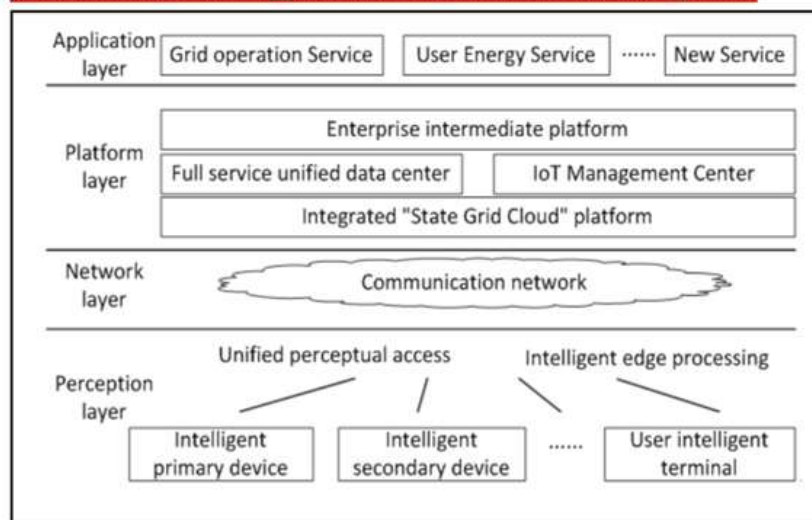 Application layer
Grid operation Service
User Energy Service
......
New Service
Platform layer
Enterprise intermediate platform
Full service unified data center
IoT Management Center
Integrated "State Grid Cloud" platform
Network layer
Communication network
Perception layer
Unified perceptual access
Intelligent edge processing
Intelligent primary device
Intelligent secondary device
......
User intelligent terminal